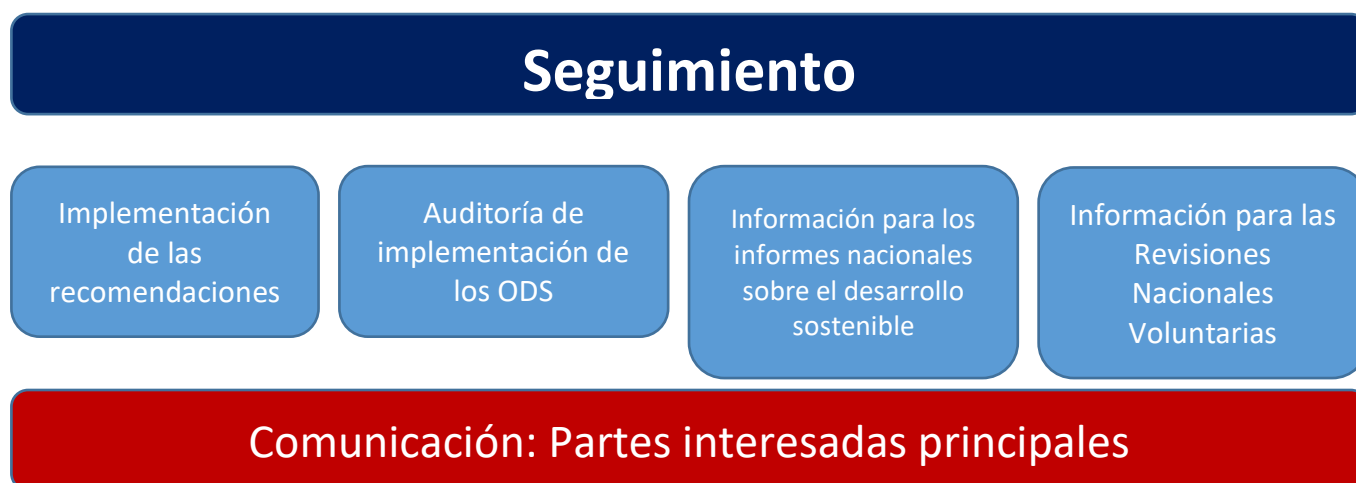 Seguimiento
Implementación
de las
recomendaciones
Auditoría de
implementación de
los ODS
Información para los
informes nacionales
sobre el desarrollo
sostenible
Información para las
Revisiones
Nacionales
Voluntarias
Comunicación: Partes interesadas principales